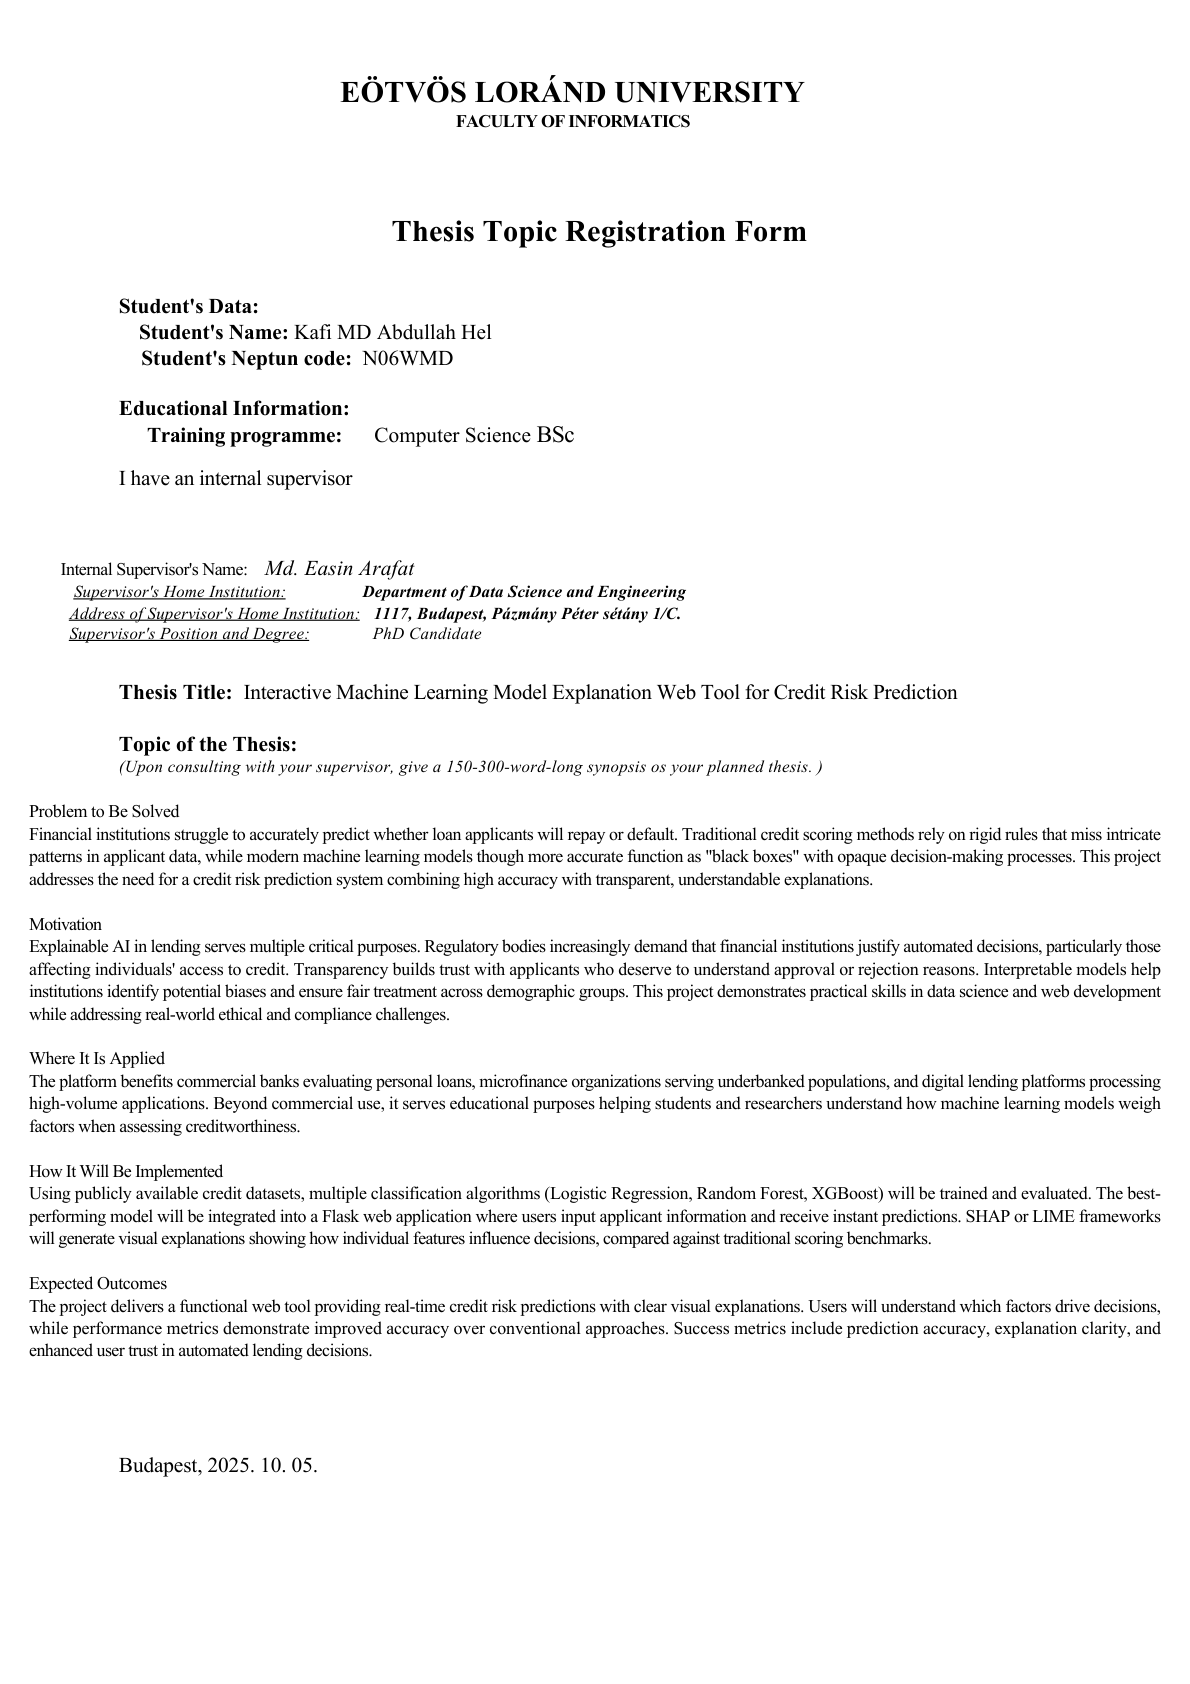 EÖTVÖS LORÁND UNIVERSITY
FACULTY OF INFORMATICS
Thesis Topic Registration Form
Student's Data:
Student's Name: Kafi MD Abdullah Hel
Student's Neptun code: N06WMD
Educational Information:
Training programme: Computer Science BSc
I have an internal supervisor
Internal Supervisor's Name: Md. Easin Arafat
Supervisor's Home Institution: Department of Data Science and Engineering
Address of Supervisor's Home Institution: 1117, Budapest, Pázmány Péter sétány 1/C.
Supervisor's Position and Degree: PhD Candidate
Thesis Title: Interactive Machine Learning Model Explanation Web Tool for Credit Risk Prediction
Topic of the Thesis:
(Upon consulting with your supervisor, give a 150-300-word-long synopsis os your planned thesis. )
Problem to Be Solved
Financial institutions struggle to accurately predict whether loan applicants will repay or default. Traditional credit scoring methods rely on rigid rules that miss intricate
patterns in applicant data, while modern machine learning models though more accurate function as "black boxes" with opaque decision-making processes. This project
addresses the need for a credit risk prediction system combining high accuracy with transparent, understandable explanations.
Motivation
Explainable AI in lending serves multiple critical purposes. Regulatory bodies increasingly demand that financial institutions justify automated decisions, particularly those
affecting individuals' access to credit. Transparency builds trust with applicants who deserve to understand approval or rejection reasons. Interpretable models help
institutions identify potential biases and ensure fair treatment across demographic groups. This project demonstrates practical skills in data science and web development
while addressing real-world ethical and compliance challenges.
Where It Is Applied
The platform benefits commercial banks evaluating personal loans, microfinance organizations serving underbanked populations, and digital lending platforms processing
high-volume applications. Beyond commercial use, it serves educational purposes helping students and researchers understand how machine learning models weigh
factors when assessing creditworthiness.
How It Will Be Implemented
Using publicly available credit datasets, multiple classification algorithms (Logistic Regression, Random Forest, XGBoost) will be trained and evaluated. The best-
performing model will be integrated into a Flask web application where users input applicant information and receive instant predictions. SHAP or LIME frameworks
will generate visual explanations showing how individual features influence decisions, compared against traditional scoring benchmarks.
Expected Outcomes
The project delivers a functional web tool providing real-time credit risk predictions with clear visual explanations. Users will understand which factors drive decisions,
while performance metrics demonstrate improved accuracy over conventional approaches. Success metrics include prediction accuracy, explanation clarity, and
enhanced user trust in automated lending decisions.
Budapest, 2025. 10. 05.